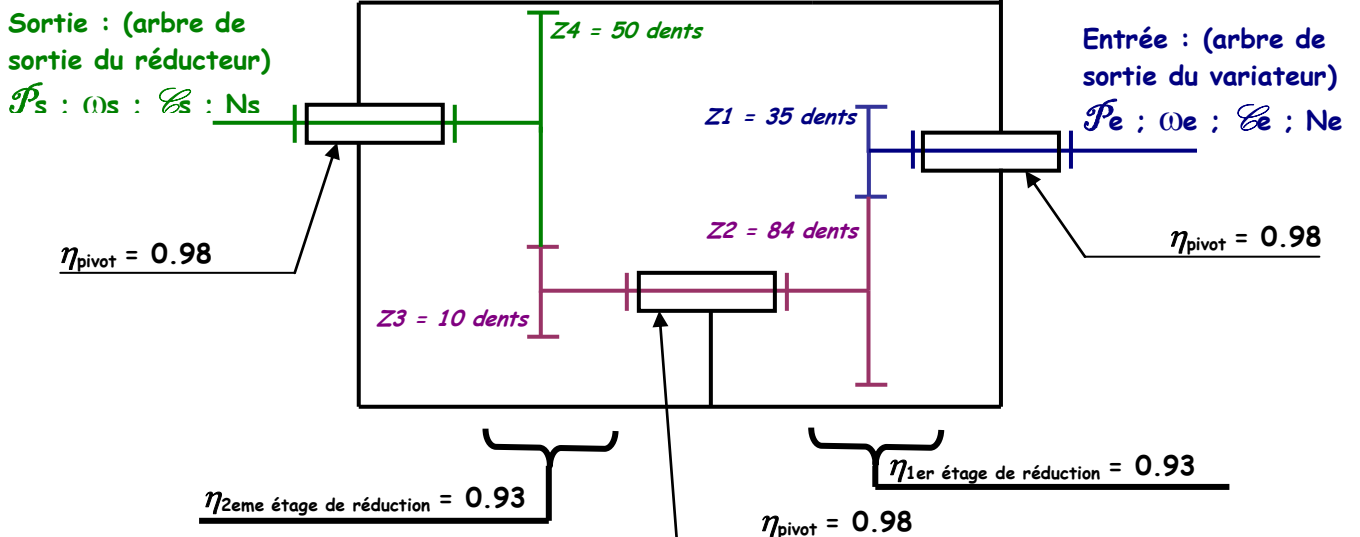 Sortie : (arbre de
sortie du réducteur)
𝒫s : ωs : 𝒞s : Ns
Z4 = 50 dents
Entrée : (arbre de
sortie du variateur)
𝒫e ; ωe ; 𝒞e ; Ne
Z1 = 35 dents
Z2 = 84 dents
ηpivot = 0.98
ηpivot = 0.98
Z3 = 10 dents
η1er étage de réduction = 0.93
η2eme étage de réduction = 0.93
ηpivot = 0.98